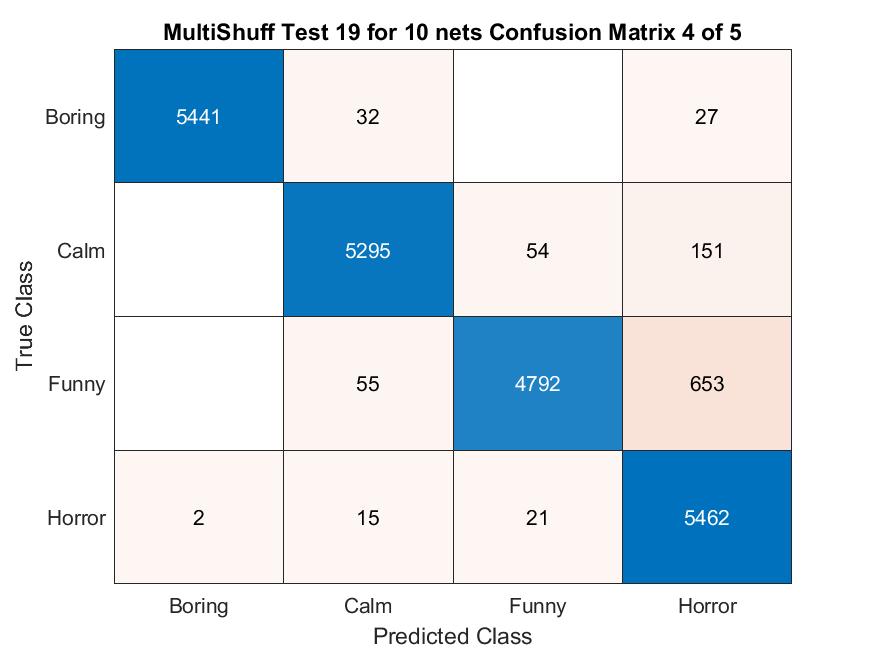 MultiShuff Test 19 for 10 nets Confusion Matrix 4 of 5
Boring 5441 32 27
Calm 5295 54 151
Funny 55 4792 653
Horror 2 15 21 5462
True Class
Boring Calm Funny Horror
Predicted Class